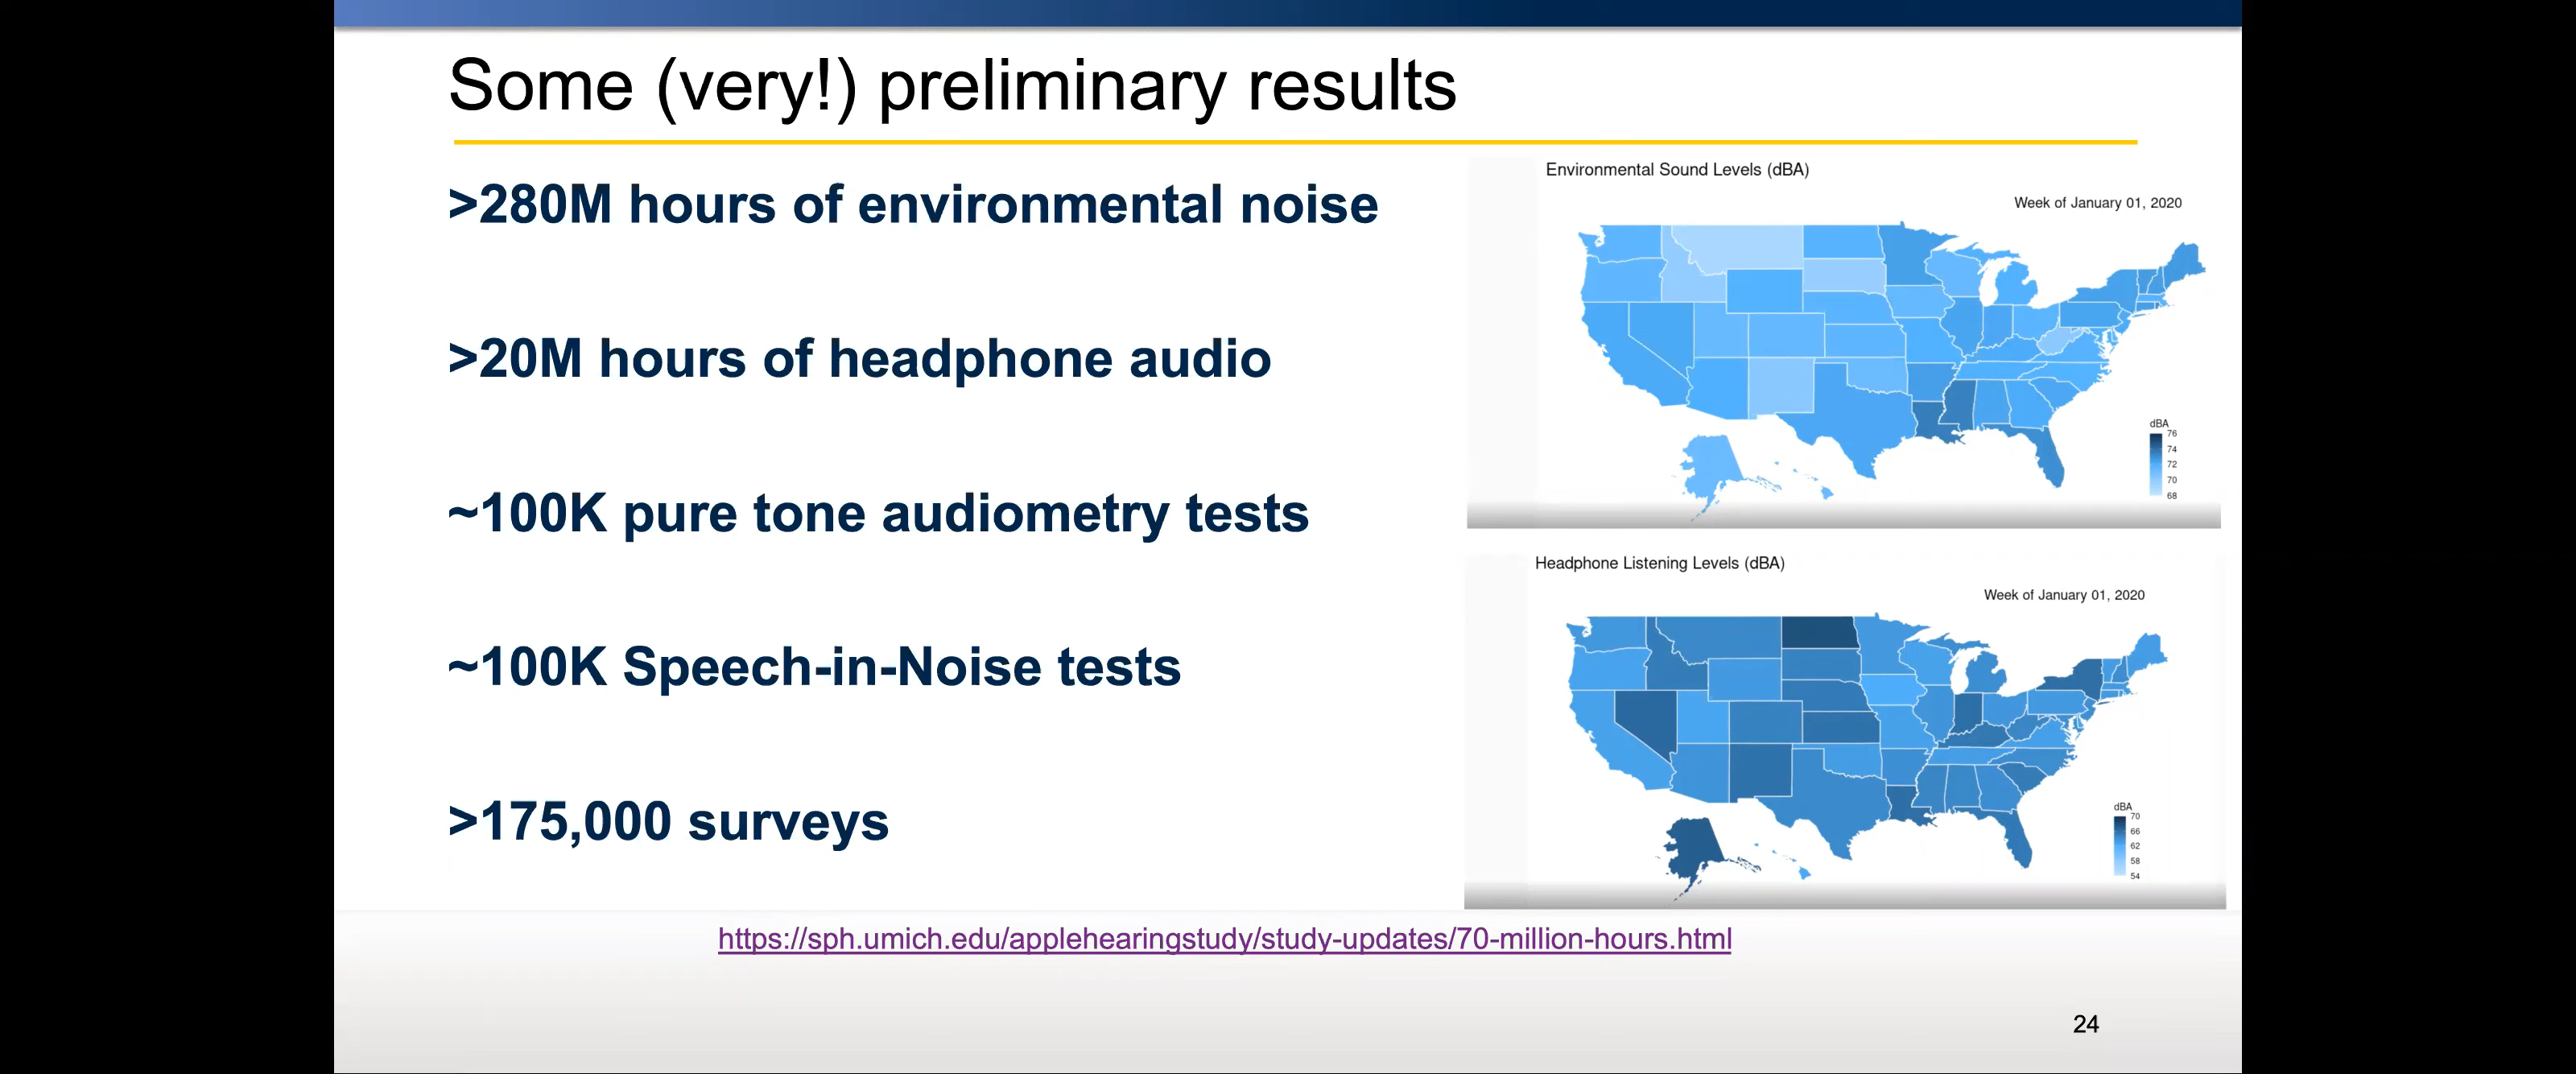 Some (very!) preliminary results
>280M hours of environmental noise
>20M hours of headphone audio
~100K pure tone audiometry tests
~100K Speech-in-Noise tests
>175,000 surveys
Environmental Sound Levels (dBA)
Week of January 01, 2020
dBA
76
74
72
70
68
Headphone Listening Levels (dBA)
Week of January 01, 2020
dBA
70
66
62
58
54
https://sph.umich.edu/applehearingstudy/study-updates/70-million-hours.html
24